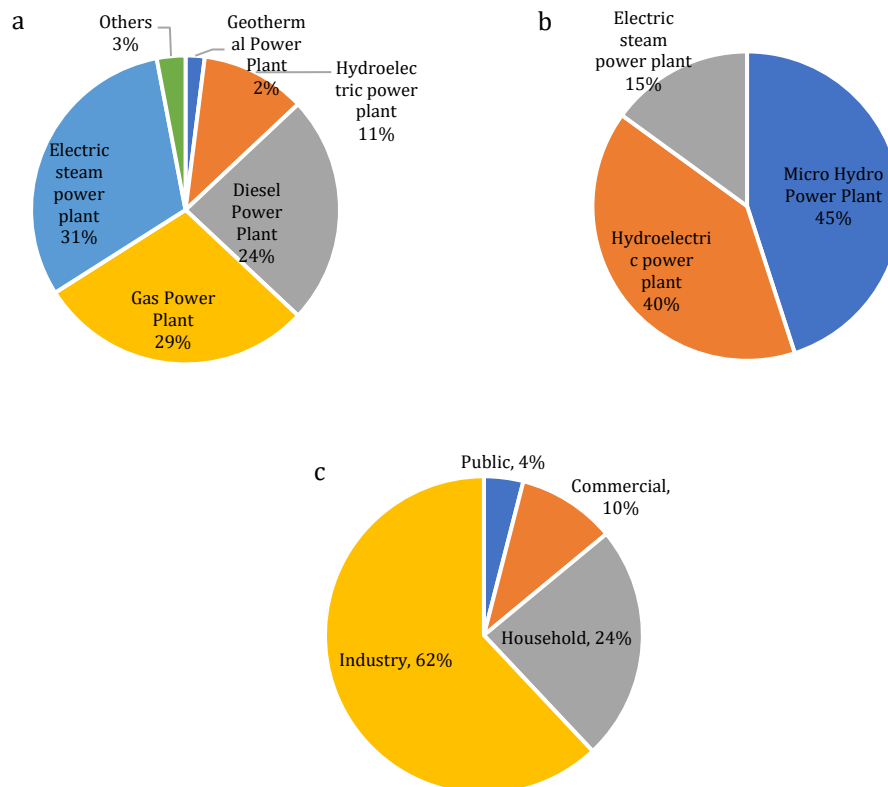 a
Others
3%
Geotherm
al Power
Plant
2%
Hydroelec
tric power
plant
11%
Electric
steam
power
plant
31%
Diesel
Power
Plant
24%
Gas Power
Plant
29%
b
Electric
steam
power plant
15%
Micro Hydro
Power Plant
45%
Hydroelectri
c power
plant
40%
c
Public, 4%
Commercial,
10%
Household, 24%
Industry, 62%